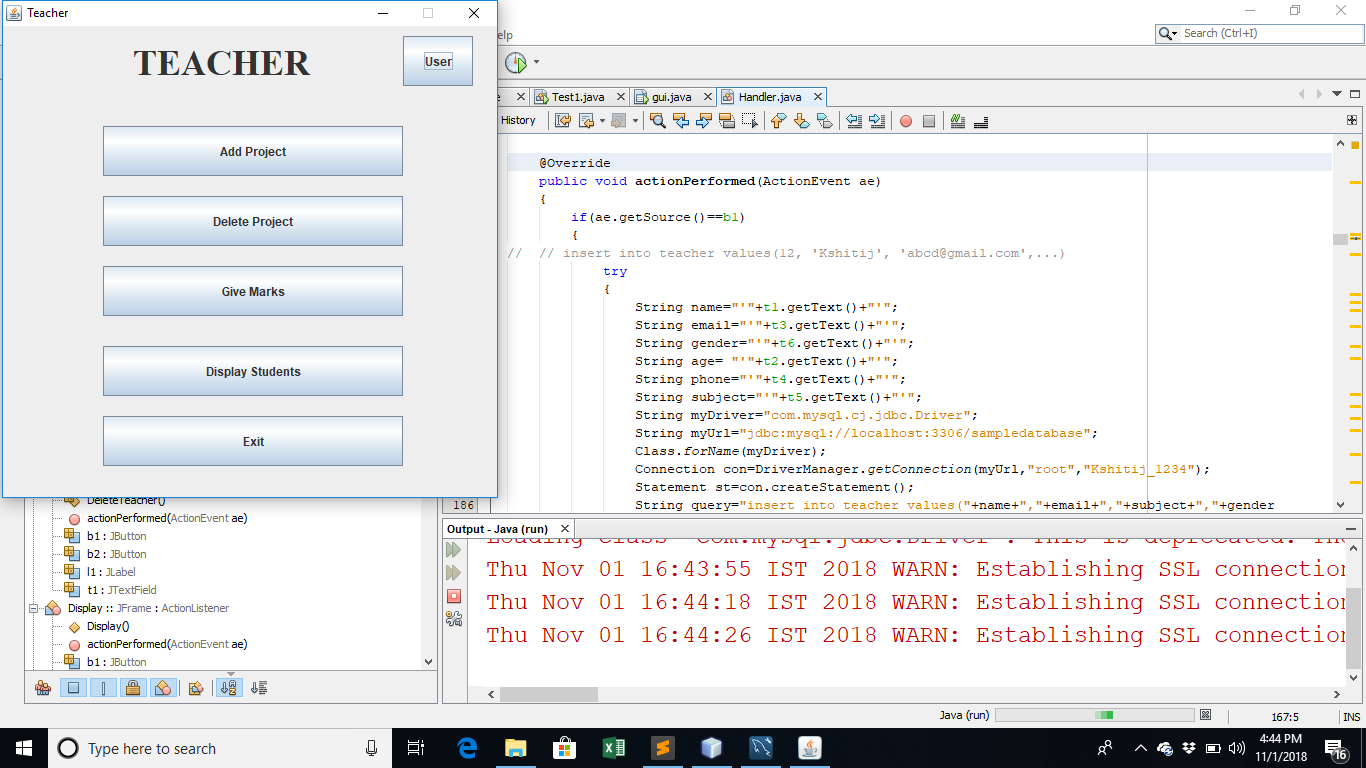 Teacher
TEACHER
User
Add Project
Delete Project
Give Marks
Display Students
Exit
elp
Search (Ctrl+I)
e
Test1.java
gui.java
Handler.java
History
@Override
public void actionPerformed(ActionEvent ae)
{
if(ae.getSource()==b1)
{
// // insert into teacher values(12, 'Kshitij', 'abcd@gmail.com',...)
try
{
String name="'"+t1.getText()+"'";
String email="'"+t3.getText()+"'";
String gender="'"+t6.getText()+"'";
String age= "'"+t2.getText()+"'";
String phone="'"+t4.getText()+"'";
String subject="'"+t5.getText()+"'";
String myDriver="com.mysql.cj.jdbc.Driver";
String myUrl="jdbc:mysql://localhost:3306/sampledatabase";
Class.forName(myDriver);
Connection con=DriverManager.getConnection(myUrl,"root","Kshitij_1234");
Statement st=con.createStatement();
186 String query="insert into teacher values("+name+","+email+","+subject+","+gender
DeleteTeacher()
actionPerformed(ActionEvent ae)
b1 : JButton
b2 : JButton
l1 : JLabel
t1 : JTextField
Display :: JFrame : ActionListener
Display()
actionPerformed(ActionEvent ae)
b1 : JButton
Output - Java (run)
Loading class `com.mysql.jdbc.Driver'. This is deprecated. The
Thu Nov 01 16:43:55 IST 2018 WARN: Establishing SSL connection
Thu Nov 01 16:44:18 IST 2018 WARN: Establishing SSL connection
Thu Nov 01 16:44:26 IST 2018 WARN: Establishing SSL connection
Java (run)
167:5
INS
Type here to search
4:44 PM
11/1/2018
16